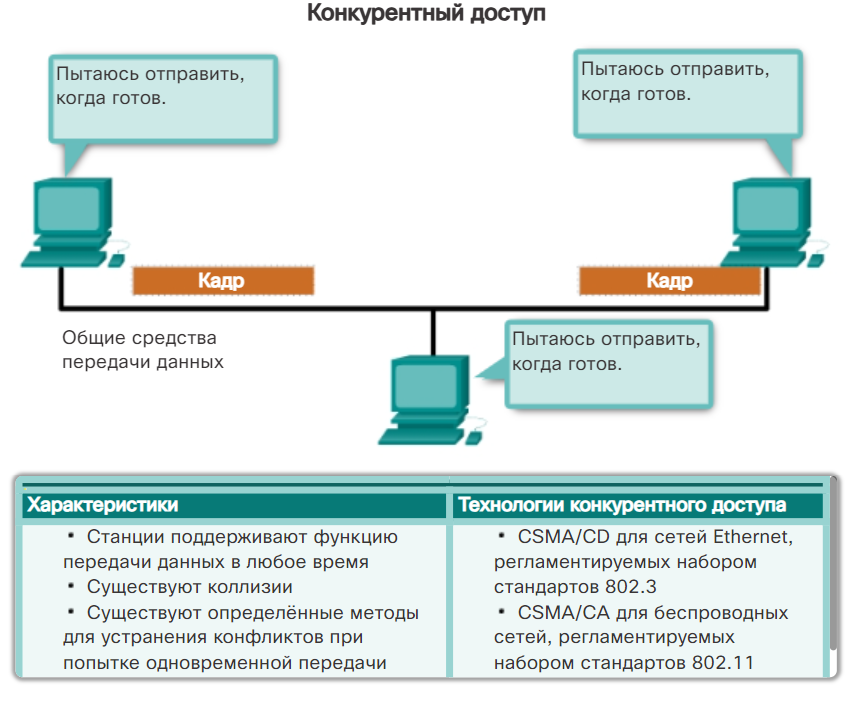 Конкурентный доступ
Пытаюсь отправить,
когда готов.
Пытаюсь отправить,
когда готов.
Кадр
Кадр
Общие средства
передачи данных
Пытаюсь отправить,
когда готов.
Характеристики
• Станции поддерживают функцию
передачи данных в любое время
• Существуют коллизии
• Существуют определённые методы
для устранения конфликтов при
попытке одновременной передачи
Технологии конкурентного доступа
• CSMA/CD для сетей Ethernet,
регламентируемых набором
стандартов 802.3
• CSMA/CA для беспроводных
сетей, регламентируемых
набором стандартов 802.11